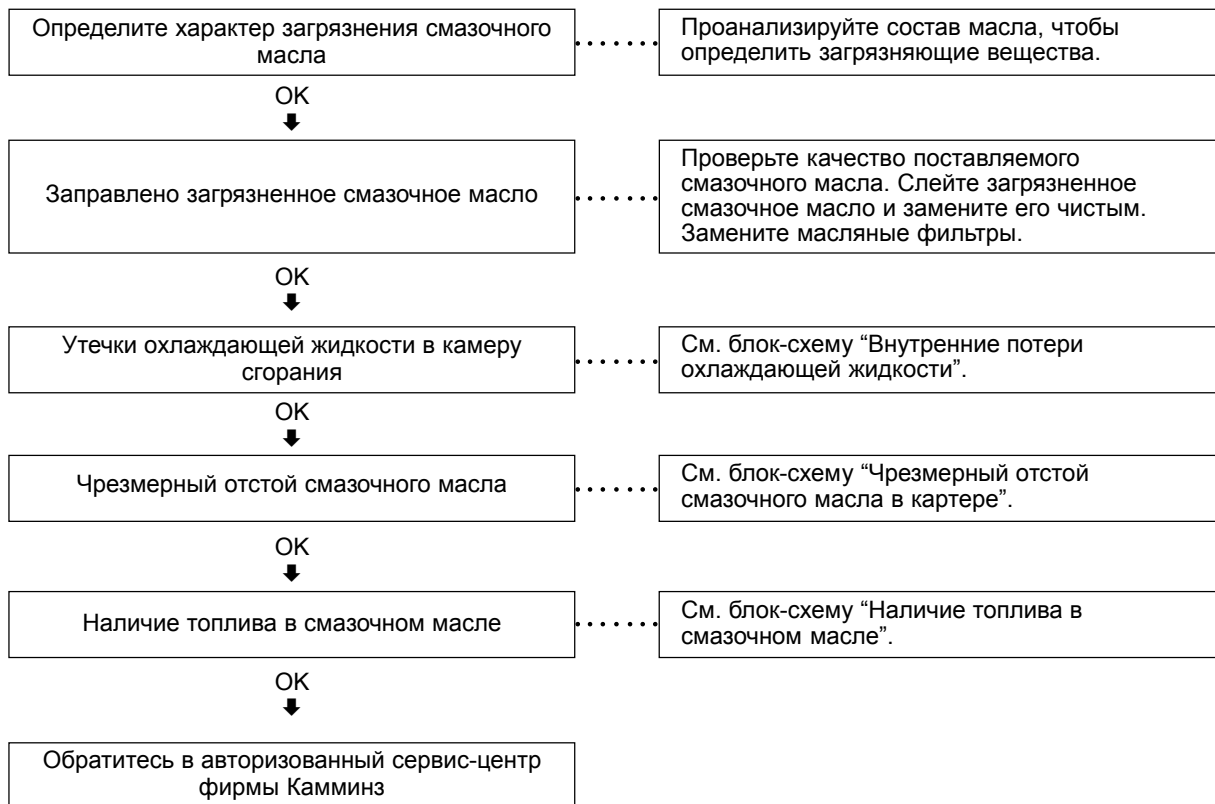 Определите характер загрязнения смазочного
масла
Проанализируйте состав масла, чтобы
определить загрязняющие вещества.
OK
Заправлено загрязненное смазочное масло
Проверьте качество поставляемого
смазочного масла. Слейте загрязненное
смазочное масло и замените его чистым.
Замените масляные фильтры.
OK
Утечки охлаждающей жидкости в камеру
сгорания
См. блок-схему “Внутренние потери
охлаждающей жидкости”.
OK
Чрезмерный отстой смазочного масла
См. блок-схему “Чрезмерный отстой
смазочного масла в картере”.
OK
Наличие топлива в смазочном масле
См. блок-схему “Наличие топлива в
смазочном масле”.
OK
Обратитесь в авторизованный сервис-центр
фирмы Камминз